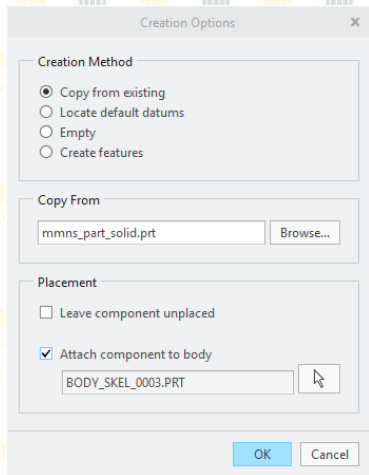 Creation Options
x
Creation Method
Copy from existing
Locate default datums
Empty
Create features
Copy From
mmns_part_solid.prt Browse...
Placement
Leave component unplaced
Attach component to body
BODY_SKEL_0003.PRT
OK Cancel